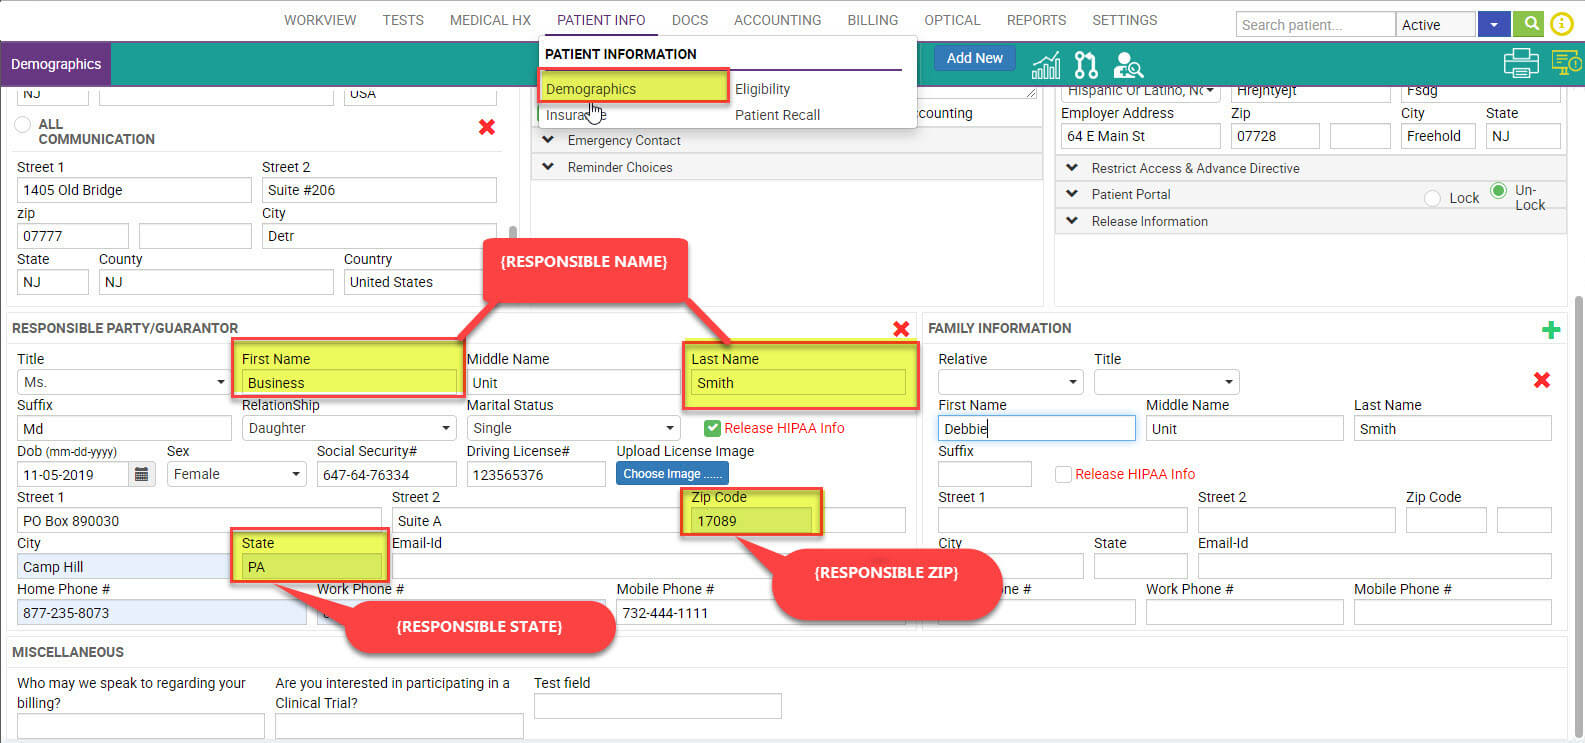 WORKVIEW TESTS MEDICAL HX PATIENT INFO DOCS ACCOUNTING BILLING OPTICAL REPORTS SETTINGS Search patient... Active
Demographics PATIENT INFORMATION Add New
Demographics Eligibility
Insurance Patient Recall
NJ USA
ALL
COMMUNICATION
Street 1 Street 2
1405 Old Bridge Suite #206
zip City
07777 Detr
State County Country
NJ NJ United States
counting
Emergency Contact
Reminder Choices
Hispanic Or Latino, Hrejntyejt Fsdg
Employer Address Zip City State
64 E Main St 07728 Freehold NJ
Restrict Access & Advance Directive
Patient Portal Lock Un-
Lock
Release Information
{RESPONSIBLE NAME}
RESPONSIBLE PARTY/GUARANTOR
Title First Name Middle Name Last Name
Ms. Business Unit Smith
Suffix RelationShip Marital Status
Md Daughter Single Release HIPAA Info
Dob (mm-dd-yyyy) Sex Social Security# Driving License# Upload License Image
11-05-2019 Female 647-64-76334 123565376 Choose Image ......
Street 1 Street 2 Zip Code
PO Box 890030 Suite A 17089
City State Email-Id
Camp Hill PA
{RESPONSIBLE ZIP}
Home Phone # Work Phone # Mobile Phone #
877-235-8073 732-444-1111
{RESPONSIBLE STATE}
FAMILY INFORMATION
Relative Title
First Name Middle Name Last Name
Debbie Unit Smith
Suffix
Release HIPAA Info
Street 1 Street 2 Zip Code
City State Email-Id
ne # Work Phone # Mobile Phone #
MISCELLANEOUS
Who may we speak to regarding your
billing?
Are you interested in participating in a
Clinical Trial?
Test field